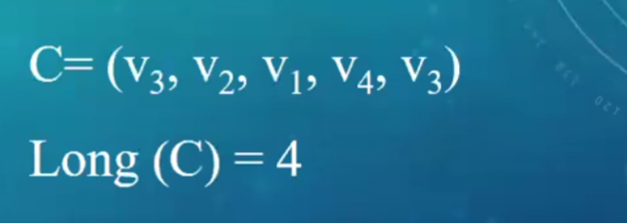 C= (v₃, v₂, v₁, v₄, v₃)
Long (C) = 4